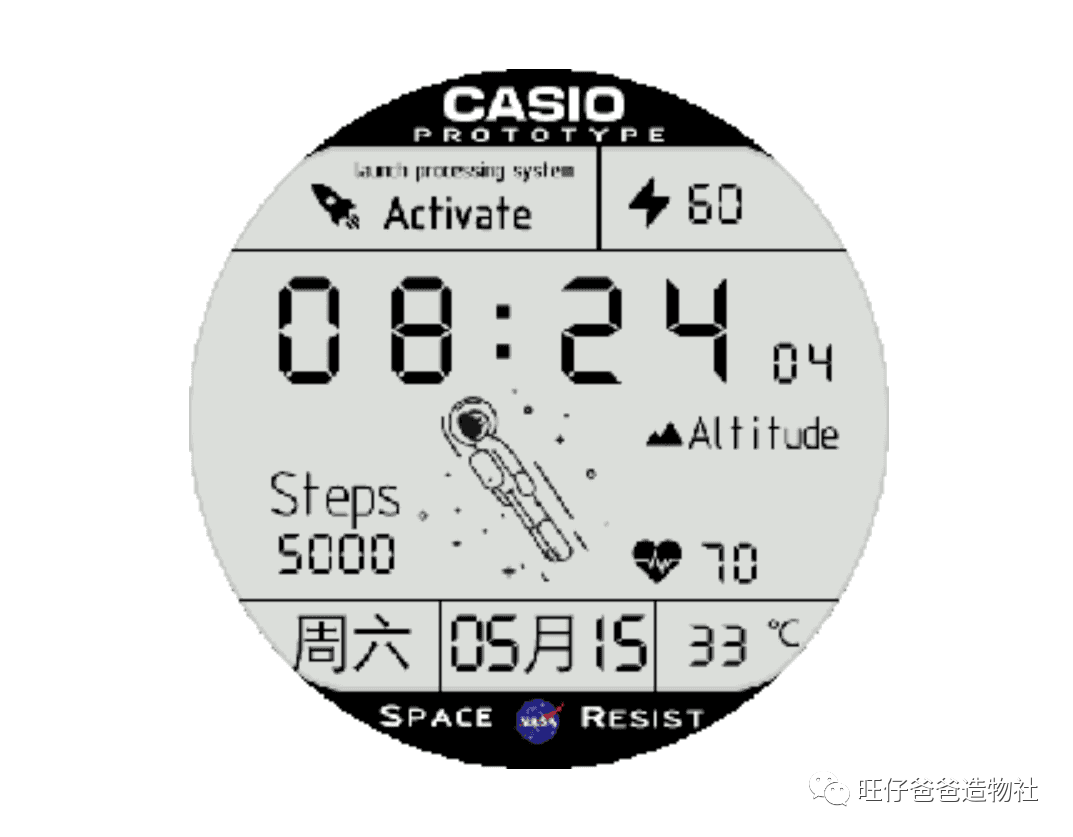 CASIO
PROTOTYPE
launch processing system
Activate
60
08:24 04
Altitude
Steps
5000
70
周六
05月15
33 ℃
SPACE NASA RESIST
旺仔爸爸造物社